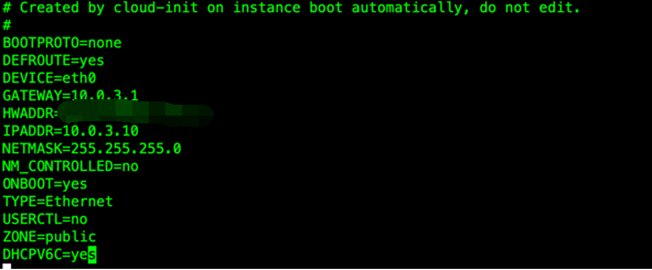 # Created by cloud-init on instance boot automatically, do not edit.
#
BOOTPROTO=none
DEFROUTE=yes
DEVICE=eth0
GATEWAY=10.0.3.1
HWADDR=
IPADDR=10.0.3.10
NETMASK=255.255.255.0
NM_CONTROLLED=no
ONBOOT=yes
TYPE=Ethernet
USERCTL=no
ZONE=public
DHCPV6C=yes